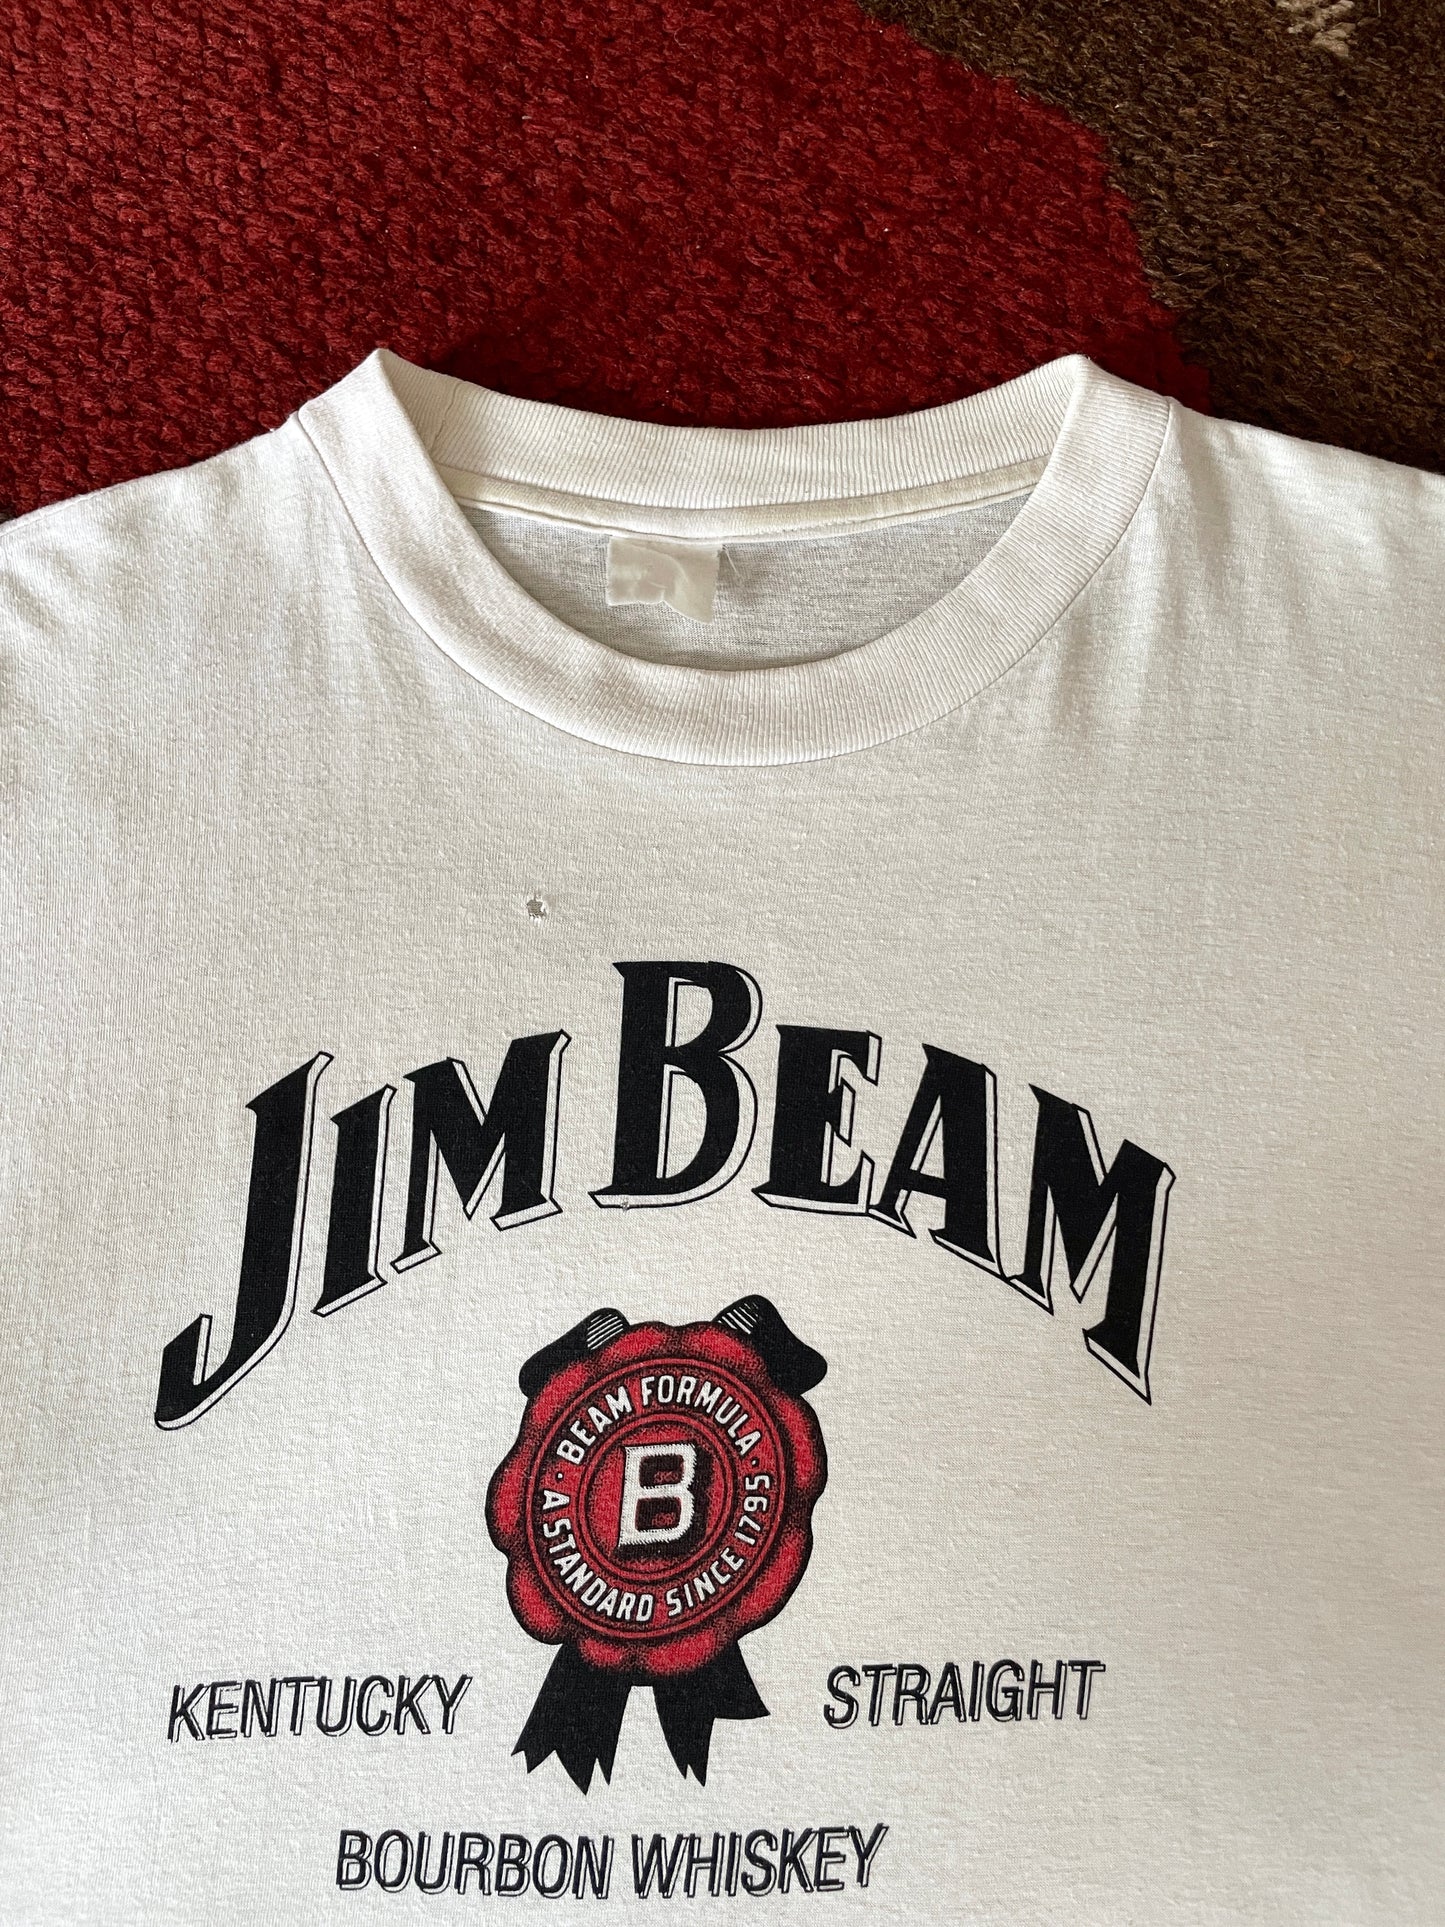 JIM BEAM
· BEAM FORMULA ·
B
A STANDARD SINCE 1795
KENTUCKY STRAIGHT
BOURBON WHISKEY